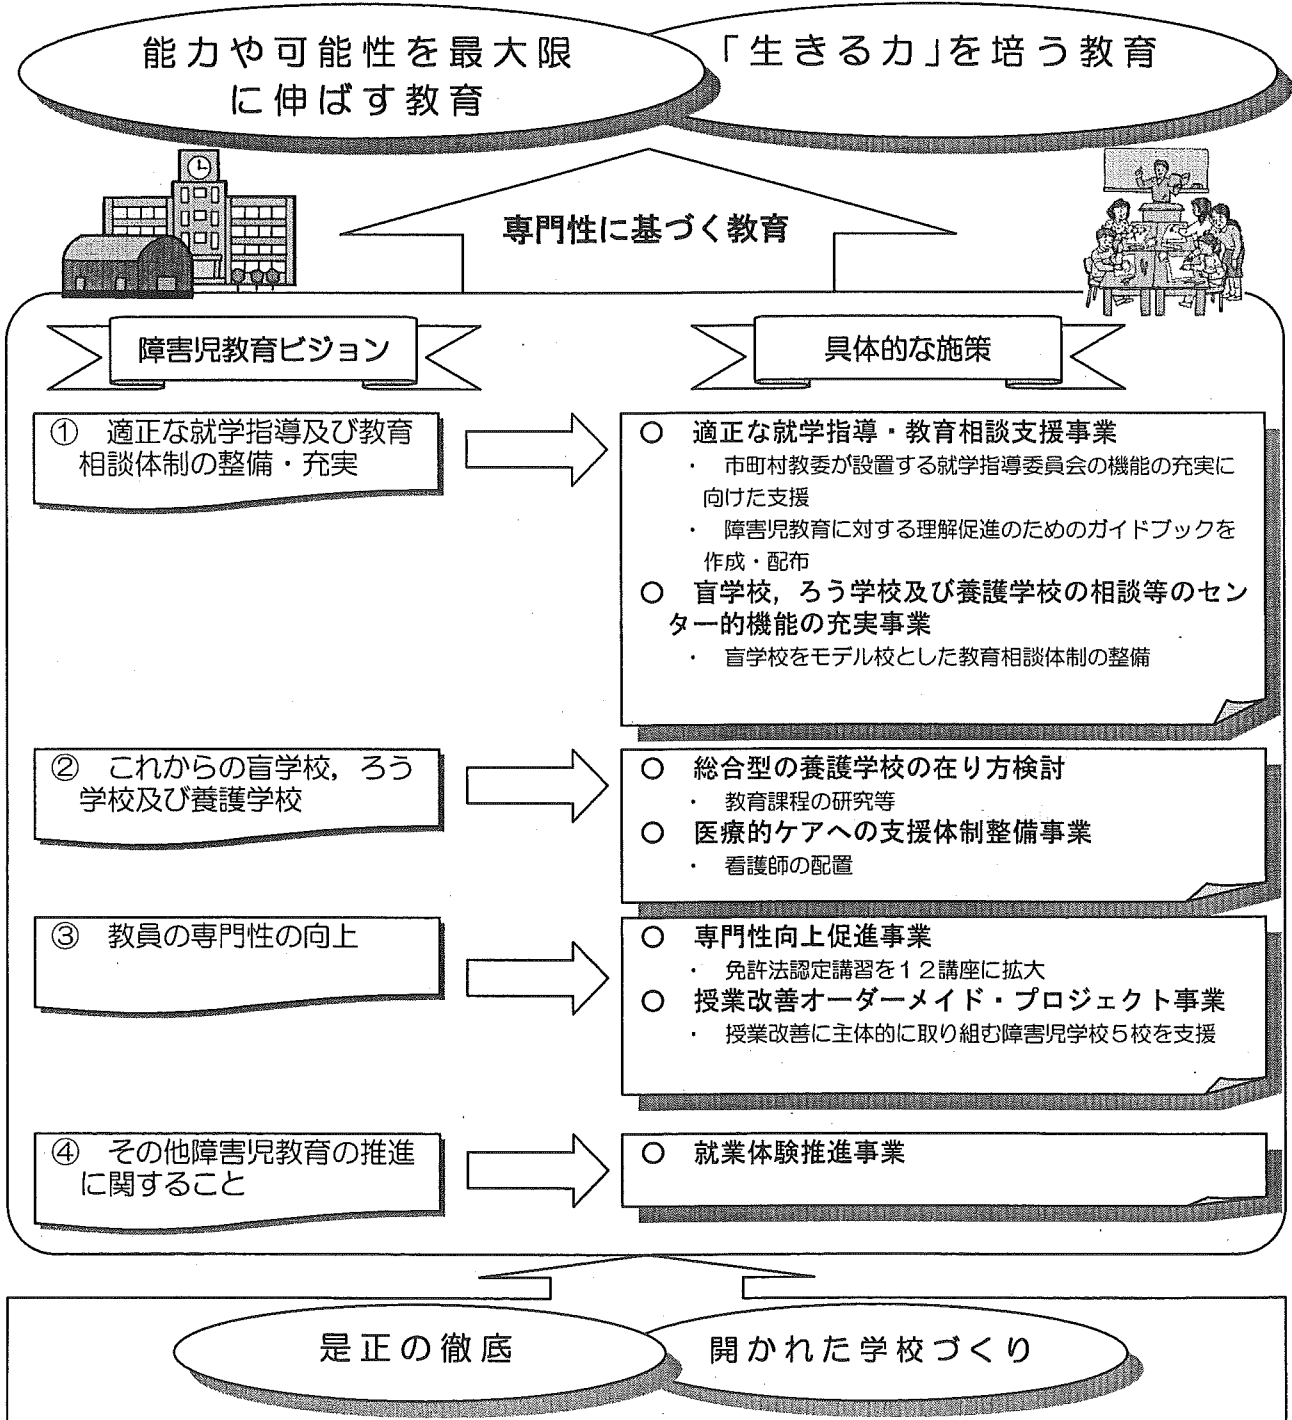 能力や可能性を最大限
に伸ばす教育
「生きる力」を培う教育
専門性に基づく教育
障害児教育ビジョン
具体的な施策
① 適正な就学指導及び教育
相談体制の整備・充実
○ 適正な就学指導・教育相談支援事業
・ 市町村教委が設置する就学指導委員会の機能の充実に
向けた支援
・ 障害児教育に対する理解促進のためのガイドブックを
作成・配布
○ 盲学校，ろう学校及び養護学校の相談等のセン
ター的機能の充実事業
・ 盲学校をモデル校とした教育相談体制の整備
② これからの盲学校，ろう
学校及び養護学校
○ 総合型の養護学校の在り方検討
・ 教育課程の研究等
○ 医療的ケアへの支援体制整備事業
・ 看護師の配置
③ 教員の専門性の向上
○ 専門性向上促進事業
・ 免許法認定講習を１２講座に拡大
○ 授業改善オーダーメイド・プロジェクト事業
・ 授業改善に主体的に取り組む障害児学校５校を支援
④ その他障害児教育の推進
に関すること
○ 就業体験推進事業
是正の徹底
開かれた学校づくり